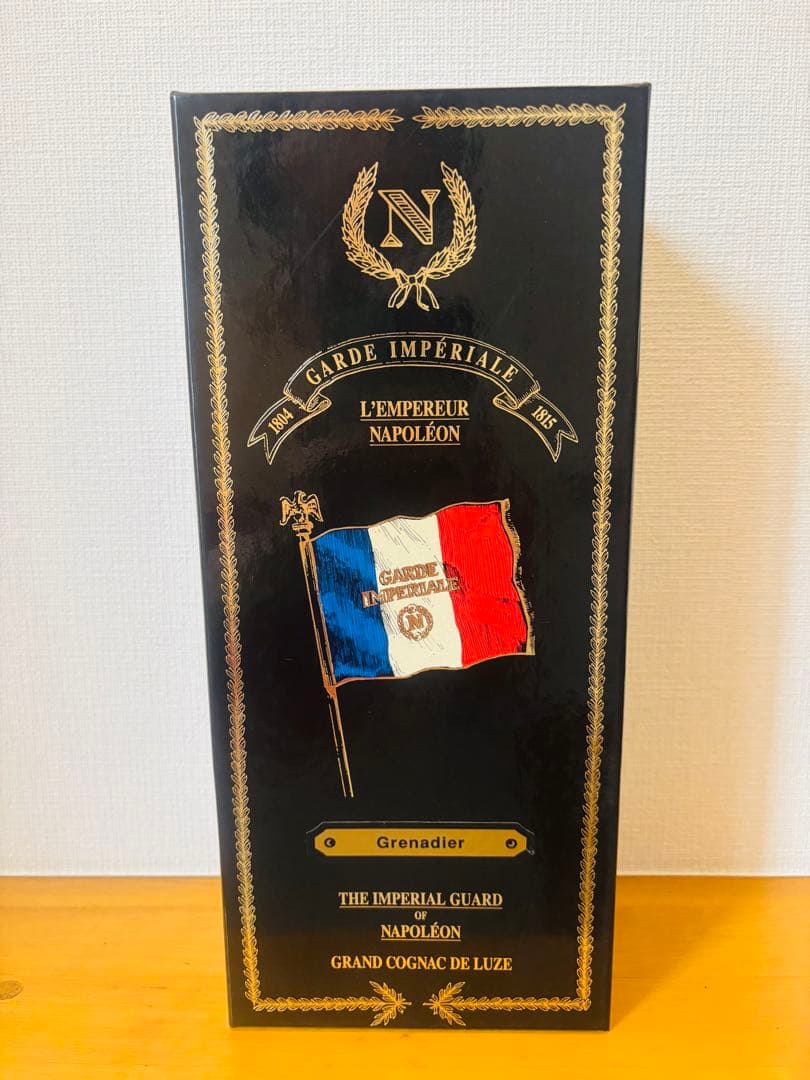 N
GARDE IMPÉRIALE
1804
1815
L'EMPEREUR
NAPOLÉON
GARDE
IMPERIALE
N
Grenadier
THE IMPERIAL GUARD
OF
NAPOLÉON
GRAND COGNAC DE LUZE